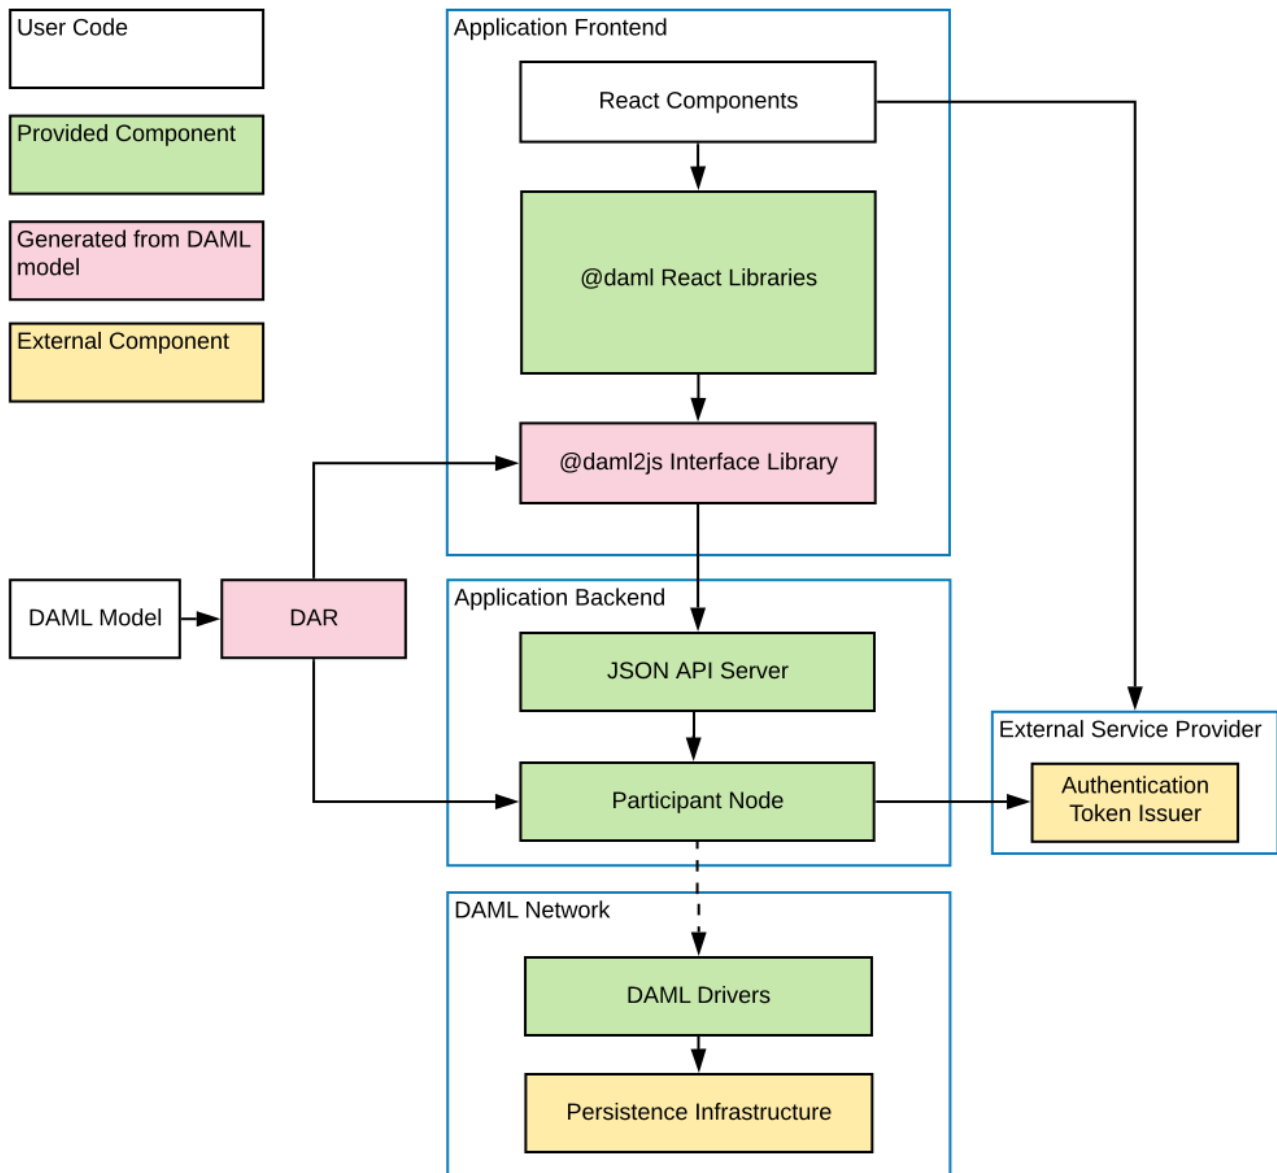 User Code
Provided Component
Generated from DAML
model
External Component
Application Frontend
React Components
@daml React Libraries
@daml2js Interface Library
DAML Model
DAR
Application Backend
JSON API Server
Participant Node
External Service Provider
Authentication
Token Issuer
DAML Network
DAML Drivers
Persistence Infrastructure